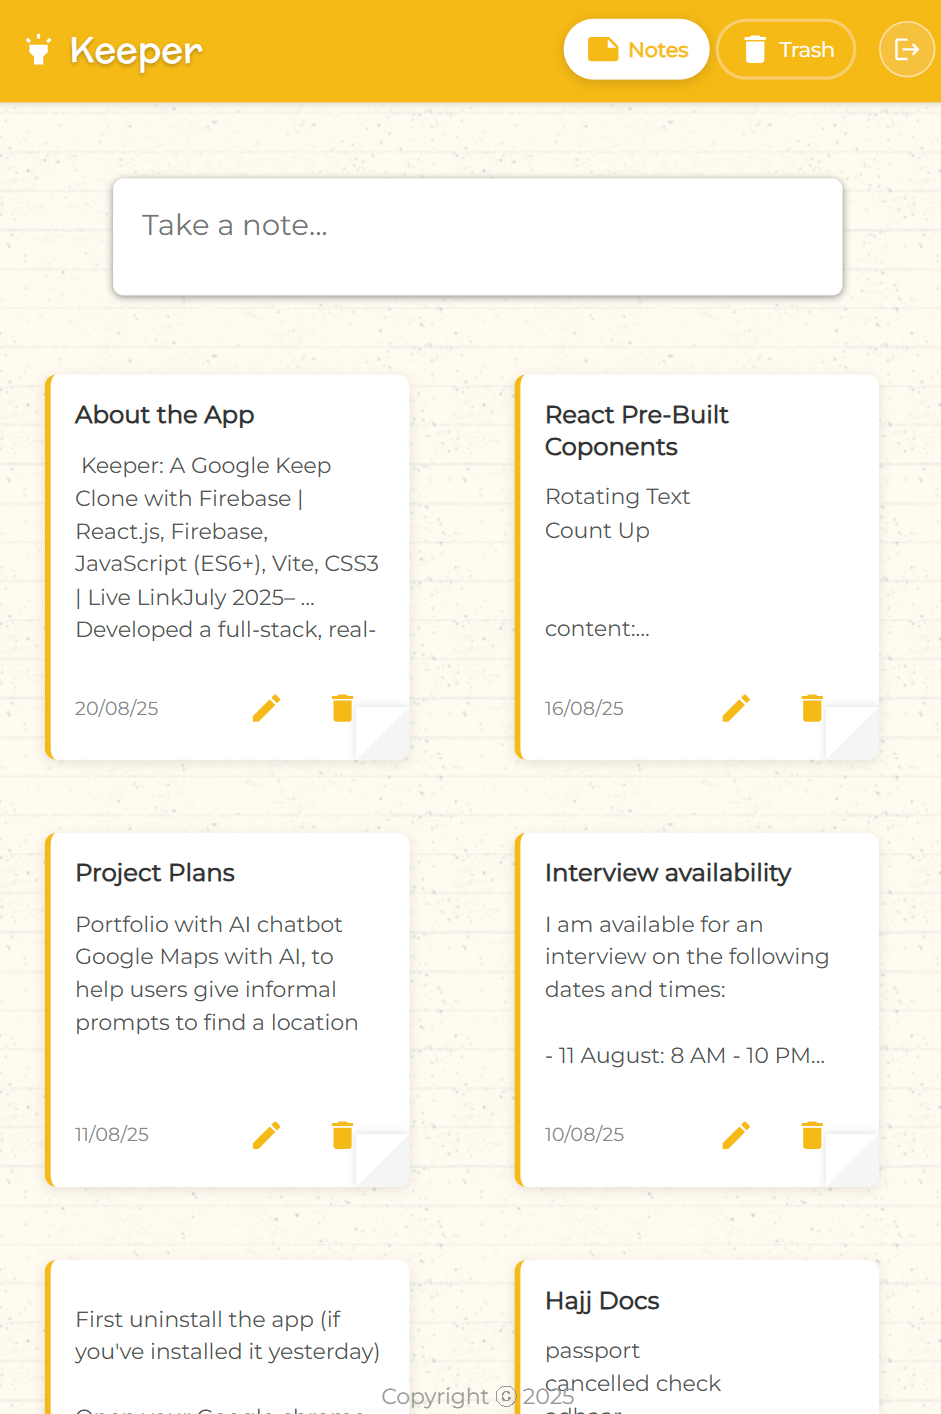 Keeper
Notes
Trash
Take a note...
About the App
Keeper: A Google Keep
Clone with Firebase |
React.js, Firebase,
JavaScript (ES6+), Vite, CSS3
| Live LinkJuly 2025– ...
Developed a full-stack, real-
20/08/25
React Pre-Built
Coponents
Rotating Text
Count Up
content:...
16/08/25
Project Plans
Portfolio with AI chatbot
Google Maps with AI, to
help users give informal
prompts to find a location
11/08/25
Interview availability
I am available for an
interview on the following
dates and times:
- 11 August: 8 AM - 10 PM...
10/08/25
First uninstall the app (if
you've installed it yesterday)
Open your Google chrome
Hajj Docs
passport
cancelled check
adhaar
Copyright © 2025